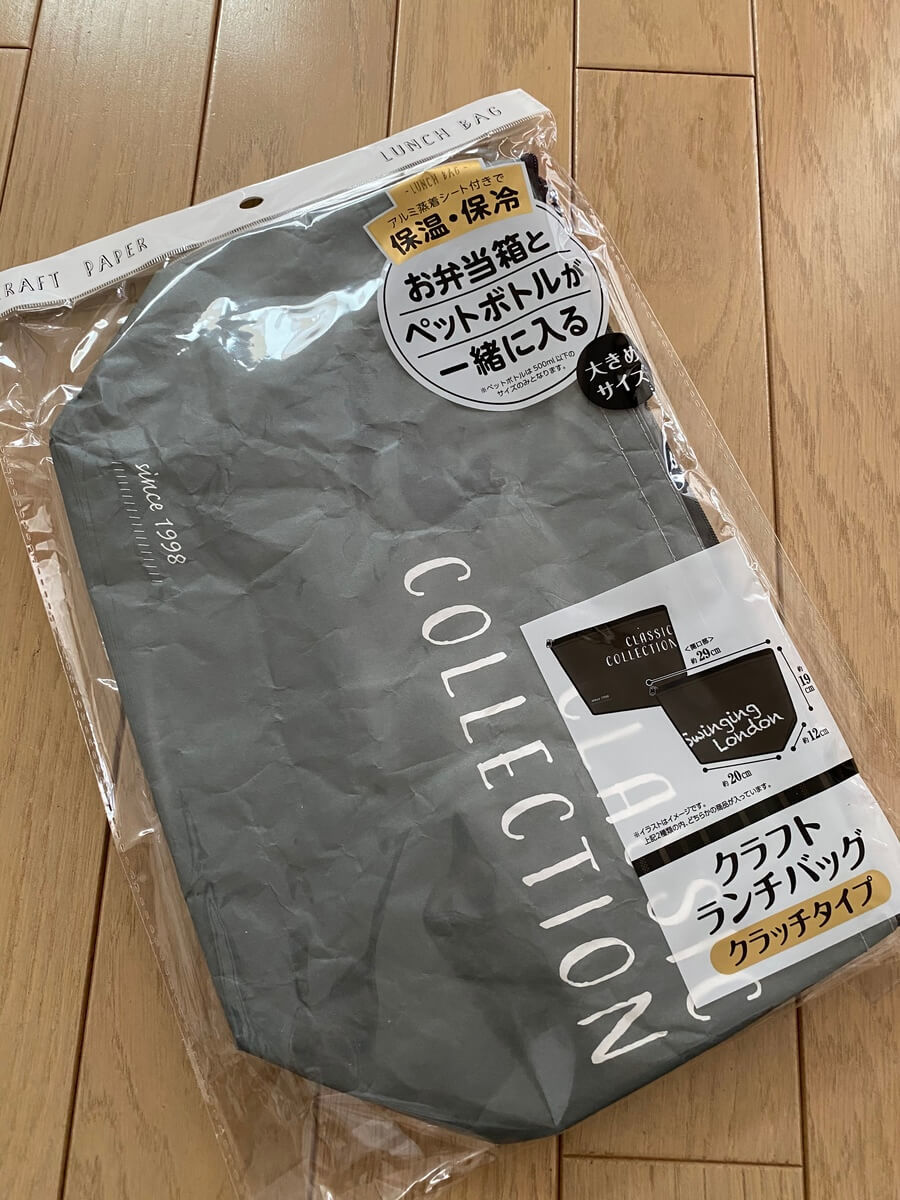 CRAFT PAPER LUNCH BAG
- LUNCH BAG -
アルミ蒸着シート付きで
保温・保冷
お弁当箱と
ペットボトルが
一緒に入る
※ペットボトルは500ml以下の
サイズのみとなります。
大きめ
サイズ
since 1998
CLASSIC
COLLECTION
CLASSIC
COLLECTION
since 1998
<開口部>
約29cm
約19cm
約12cm
約20cm
Swinging
London
※イラストはイメージです。
上記2種類の内、どちらかの商品が入っています。
クラフト
ランチバッグ
クラッチタイプ